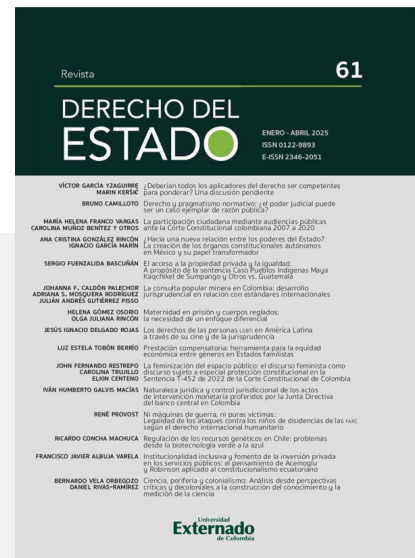 Revista
61
DERECHO DEL
ESTADO
ENERO - ABRIL 2025
ISSN 0122-9893
E-ISSN 2346-2051
VÍCTOR GARCÍA YZAGUIRRE ¿Deberían todos los aplicadores del derecho ser competentes
MARIN KERŠIĆ para ponderar? Una discusión pendiente
BRUNO CAMILLOTO Derecho y pragmatismo normativo: ¿el poder judicial puede
ser un caso ejemplar de razón pública?
MARÍA HELENA FRANCO VARGAS La participación ciudadana mediante audiencias públicas
CAROLINA MUÑOZ BENÍTEZ Y OTROS ante la Corte Constitucional colombiana 2007 a 2020
ANA CRISTINA GONZÁLEZ RINCÓN ¿Hacia una nueva relación entre los poderes del Estado?
IGNACIO GARCÍA MARÍN La creación de los órganos constitucionales autónomos
en México y su papel transformador
SERGIO FUENZALIDA BASCUÑÁN El acceso a la propiedad privada y la igualdad.
A propósito de la sentencia Caso Pueblos Indígenas Maya
Kaqchikel de Sumpango y Otros vs. Guatemala
JOHANNA F. CALDÓN PALECHOR La consulta popular minera en Colombia: desarrollo
ADRIANA S. MOSQUERA RODRÍGUEZ jurisprudencial en relación con estándares internacionales
JULIÁN ANDRÉS GUTIÉRREZ PISSO
HELENA GÓMEZ OSORIO Maternidad en prisión y cuerpos reglados:
OLGA JULIANA RINCÓN la necesidad de un enfoque diferencial
JESÚS IGNACIO DELGADO ROJAS Los derechos de las personas LGBTI en América Latina
a través de su cine y de la jurisprudencia
LUZ ESTELA TOBÓN BERRÍO Prestación compensatoria: herramienta para la equidad
económica entre géneros en Estados familistas
JOHN FERNANDO RESTREPO La feminización del espacio público: el discurso feminista como
CAROLINA TRUJILLO discurso sujeto a especial protección constitucional en la
ELKIN CENTENO Sentencia T-452 de 2022 de la Corte Constitucional de Colombia
IVÁN HUMBERTO GALVIS MACÍAS Naturaleza jurídica y control jurisdiccional de los actos
de intervención monetaria proferidos por la Junta Directiva
del banco central en Colombia
RENÉ PROVOST Ni máquinas de guerra, ni puras víctimas:
Legalidad de los ataques contra los niños de disidencias de las FARC
según el derecho internacional humanitario
RICARDO CONCHA MACHUCA Regulación de los recursos genéticos en Chile: problemas
desde la biotecnología verde a la azul
FRANCISCO JAVIER ALBUJA VARELA Institucionalidad inclusiva y fomento de la inversión privada
en los servicios públicos: el pensamiento de Acemoglu
y Robinson aplicado al constitucionalismo ecuatoriano
BERNARDO VELA ORBEGOZO Ciencia, periferia y colonialismo: Análisis desde perspectivas
DANIEL RIVAS-RAMÍREZ críticas y decoloniales a la construcción del conocimiento y la
medición de la ciencia
Universidad
Externado
de Colombia